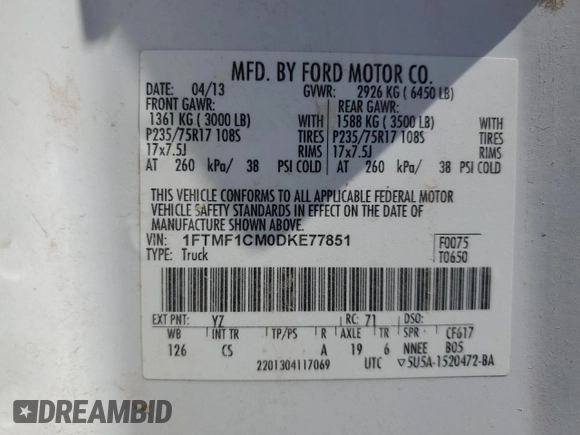 MFD. BY FORD MOTOR CO.
DATE: 04/13 GVWR: 2926 KG ( 6450 LB)
FRONT GAWR: REAR GAWR:
1361 KG ( 3000 LB) WITH 1588 KG ( 3500 LB) WITH
P235/75R17 108S TIRES P235/75R17 108S TIRES
17x7.5J RIMS 17x7.5J RIMS
AT 260 kPa/ 38 PSI COLD AT 260 kPa/ 38 PSI COLD
THIS VEHICLE CONFORMS TO ALL APPLICABLE FEDERAL MOTOR
VEHICLE SAFETY STANDARDS IN EFFECT ON THE DATE OF
MANUFACTURE SHOWN ABOVE.
VIN: 1FTMF1CM0DKE77851 F0075
TYPE: Truck T0650
EXT PNT: YZ RC: 71 DSO:
WB INT TR TP/PS R AXLE TR SPR CF617
126 CS A 19 6 NNEE B05
2201304117069 UTC ▽5U5A-1520472-BA
DREAMBID